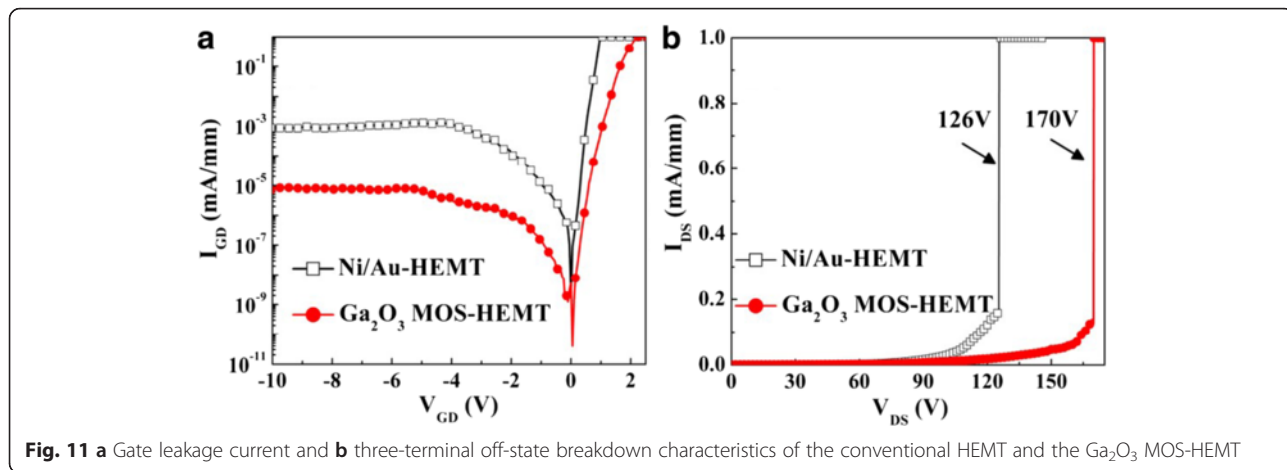 a
I_GD (mA/mm)
10^-1
10^-3
10^-5
10^-7
10^-9
10^-11
Ni/Au-HEMT
Ga₂O₃ MOS-HEMT
-10 -8 -6 -4 -2 0 2
V_GD (V)
b
I_DS (mA/mm)
1.0
0.8
0.6
0.4
0.2
0.0
126V 170V
Ni/Au-HEMT
Ga₂O₃ MOS-HEMT
0 30 60 90 120 150
V_DS (V)
Fig. 11 a Gate leakage current and b three-terminal off-state breakdown characteristics of the conventional HEMT and the Ga₂O₃ MOS-HEMT